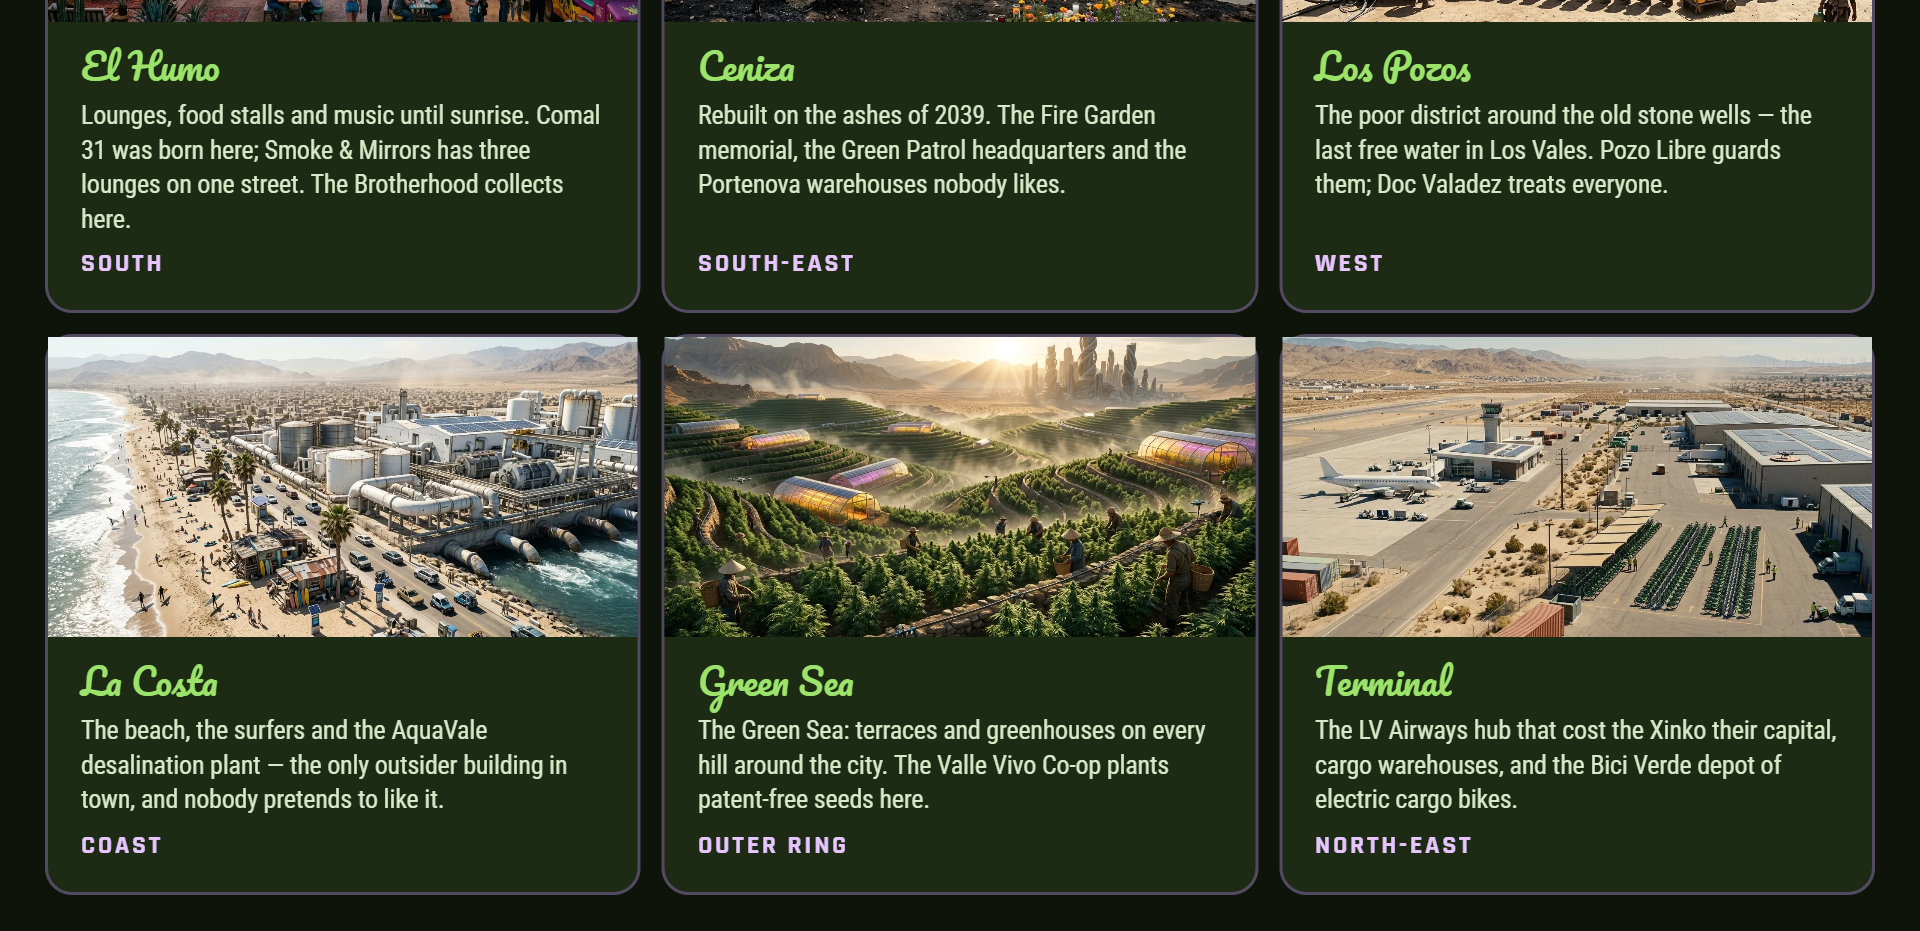 El Humo
Lounges, food stalls and music until sunrise. Comal
31 was born here; Smoke & Mirrors has three
lounges on one street. The Brotherhood collects
here.
SOUTH
Ceniza
Rebuilt on the ashes of 2039. The Fire Garden
memorial, the Green Patrol headquarters and the
Portenova warehouses nobody likes.
SOUTH-EAST
Los Pozos
The poor district around the old stone wells — the
last free water in Los Vales. Pozo Libre guards
them; Doc Valadez treats everyone.
WEST
La Costa
The beach, the surfers and the AquaVale
desalination plant — the only outsider building in
town, and nobody pretends to like it.
COAST
Green Sea
The Green Sea: terraces and greenhouses on every
hill around the city. The Valle Vivo Co-op plants
patent-free seeds here.
OUTER RING
Terminal
The LV Airways hub that cost the Xinko their capital,
cargo warehouses, and the Bici Verde depot of
electric cargo bikes.
NORTH-EAST